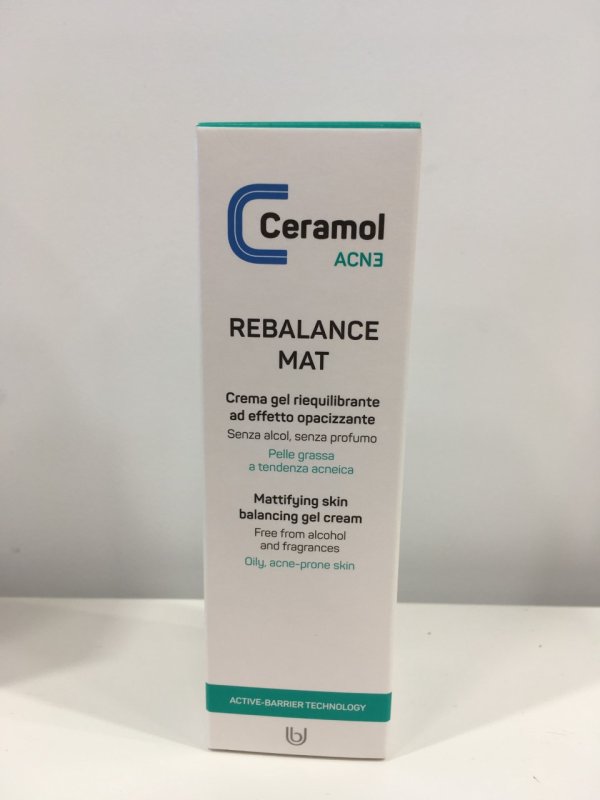 Ceramol
ACNE
REBALANCE
MAT
Crema gel riequilibrante
ad effetto opacizzante
Senza alcol, senza profumo
Pelle grassa
a tendenza acneica
Mattifying skin
balancing gel cream
Free from alcohol
and fragrances
Oily, acne-prone skin
ACTIVE-BARRIER TECHNOLOGY